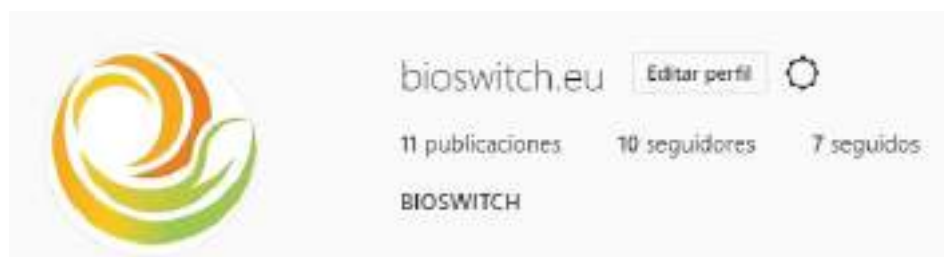 bioswitch.eu Editar perfil
11 publicaciones 10 seguidores 7 seguidos
BIOSWITCH